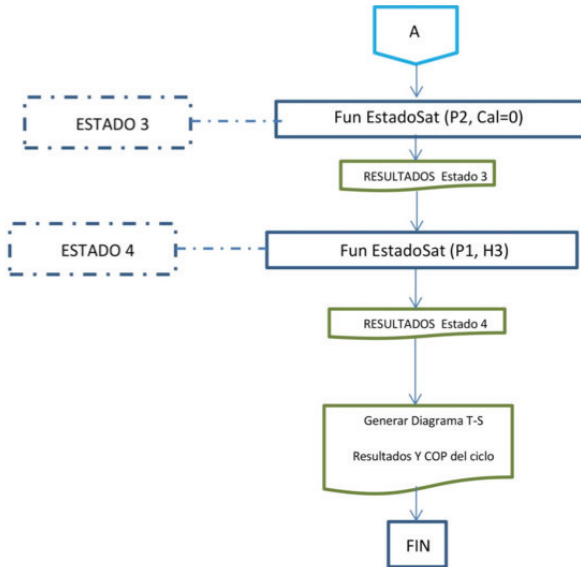 A
ESTADO 3
Fun EstadoSat (P2, Cal=0)
RESULTADOS Estado 3
ESTADO 4
Fun EstadoSat (P1, H3)
RESULTADOS Estado 4
Generar Diagrama T-S
Resultados Y COP del ciclo
FIN